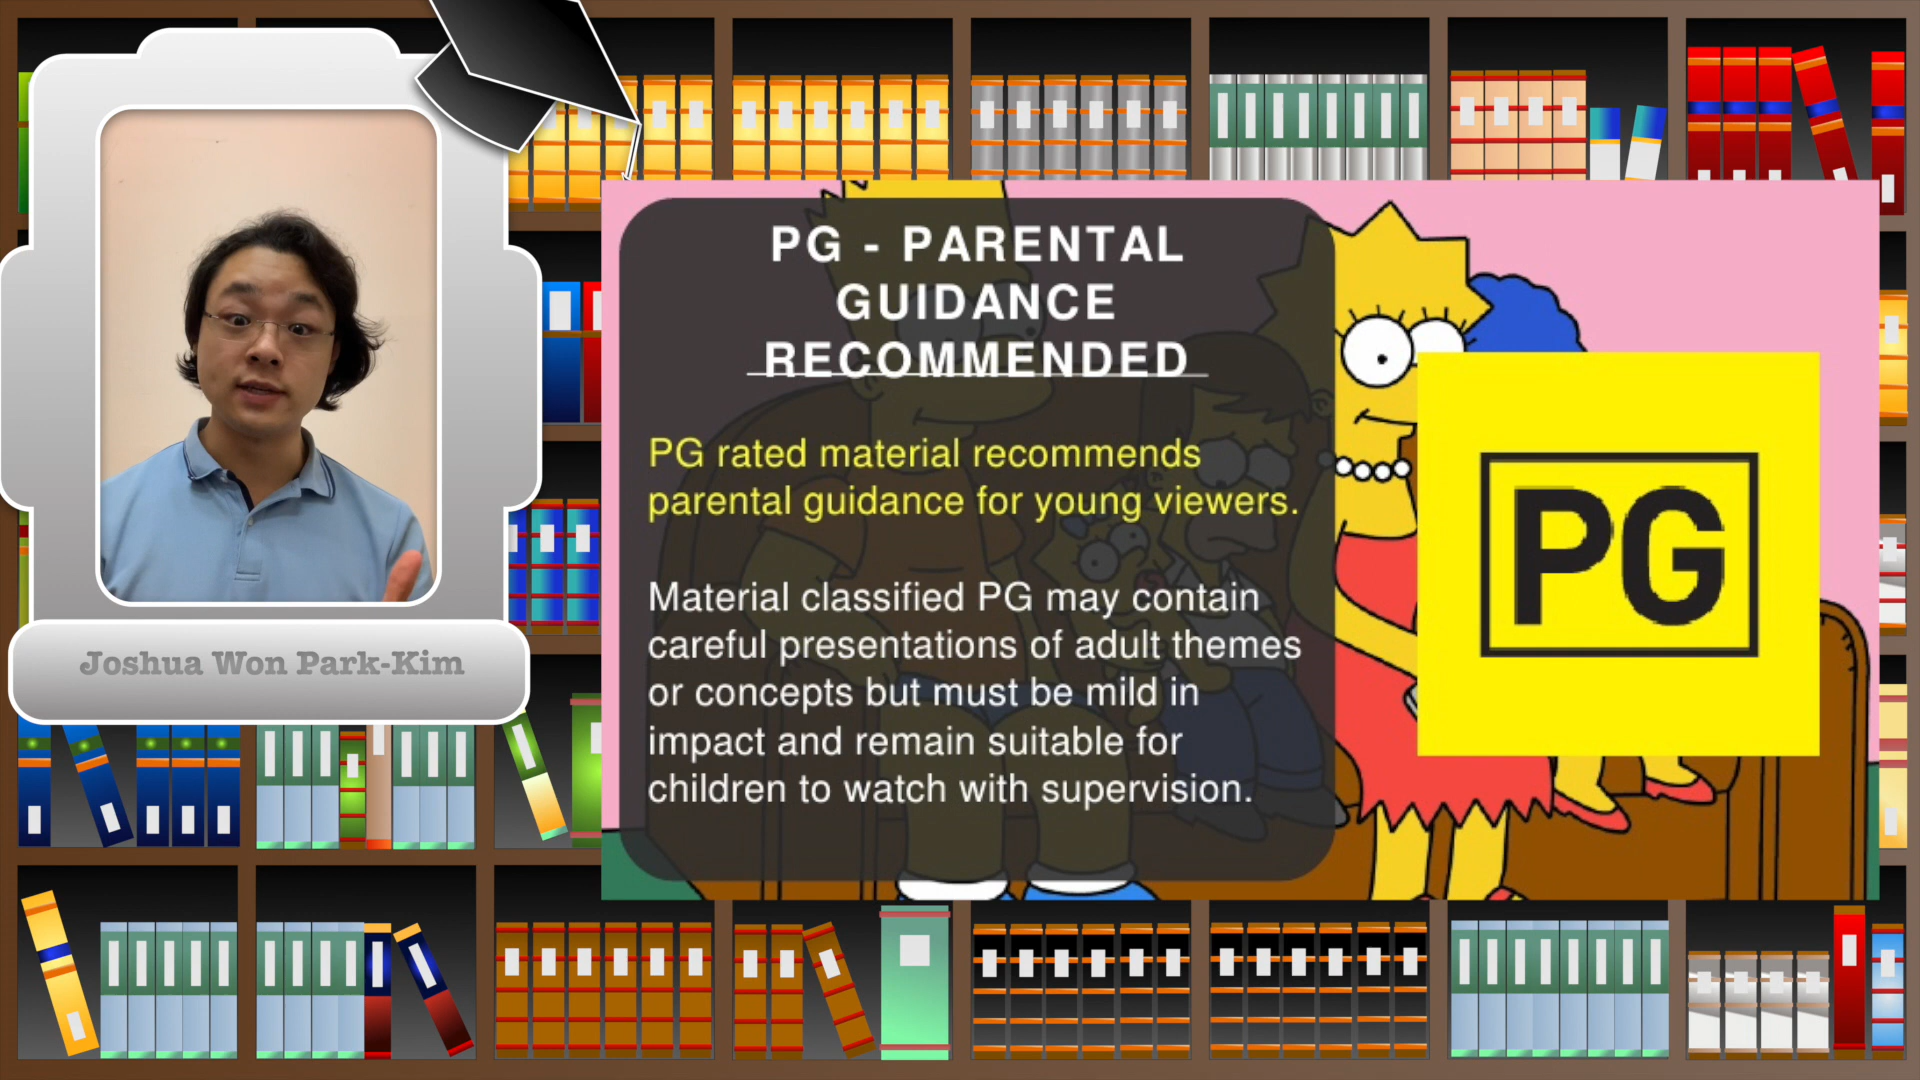 Joshua Won Park-Kim
PG - PARENTAL
GUIDANCE
RECOMMENDED
PG rated material recommends
parental guidance for young viewers.
Material classified PG may contain
careful presentations of adult themes
or concepts but must be mild in
impact and remain suitable for
children to watch with supervision.
PG